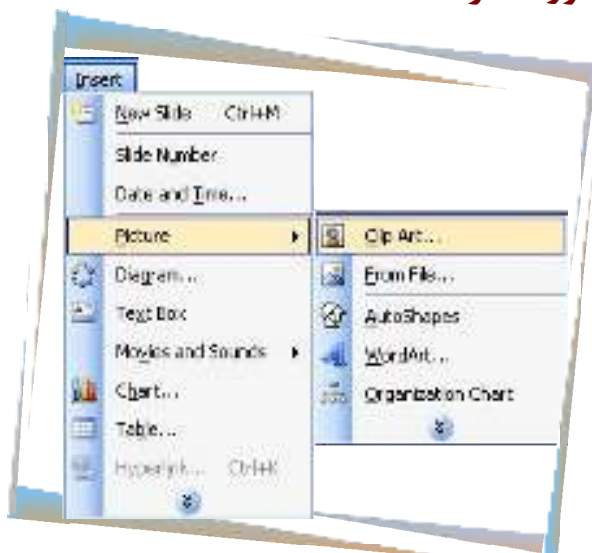 Insert
New Slide Ctrl+M
Slide Number
Date and Time...
Picture
Clip Art...
From File...
AutoShapes
WordArt...
Organization Chart
Diagram...
Text Box
Movies and Sounds
Chart...
Table...
Hyperlink... Ctrl+K